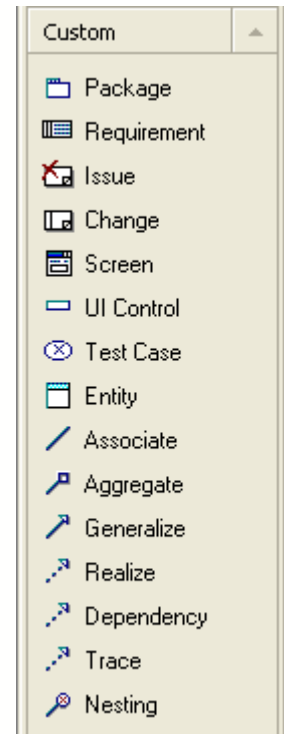 Custom
Package
Requirement
Issue
Change
Screen
UI Control
Test Case
Entity
Associate
Aggregate
Generalize
Realize
Dependency
Trace
Nesting